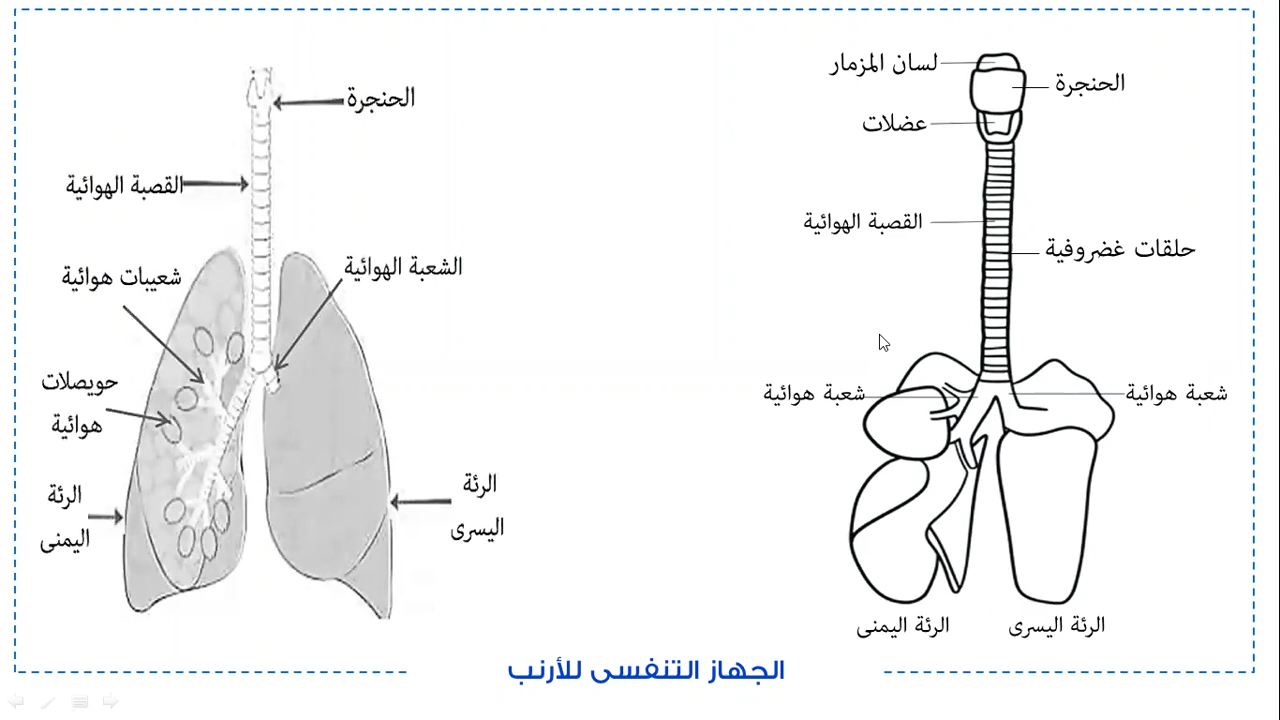 لسان المزمار
الحنجرة
عضلات
القصبة الهوائية
حلقات غضروفية
شعبة هوائية
شعبة هوائية
الرئة اليسرى
الرئة اليمنى
الحنجرة
القصبة الهوائية
الشعبة الهوائية
شعيبات هوائية
حويصلات
هوائية
الرئة
اليسرى
الرئة
اليمنى
الجهاز التنفسى للأرنب